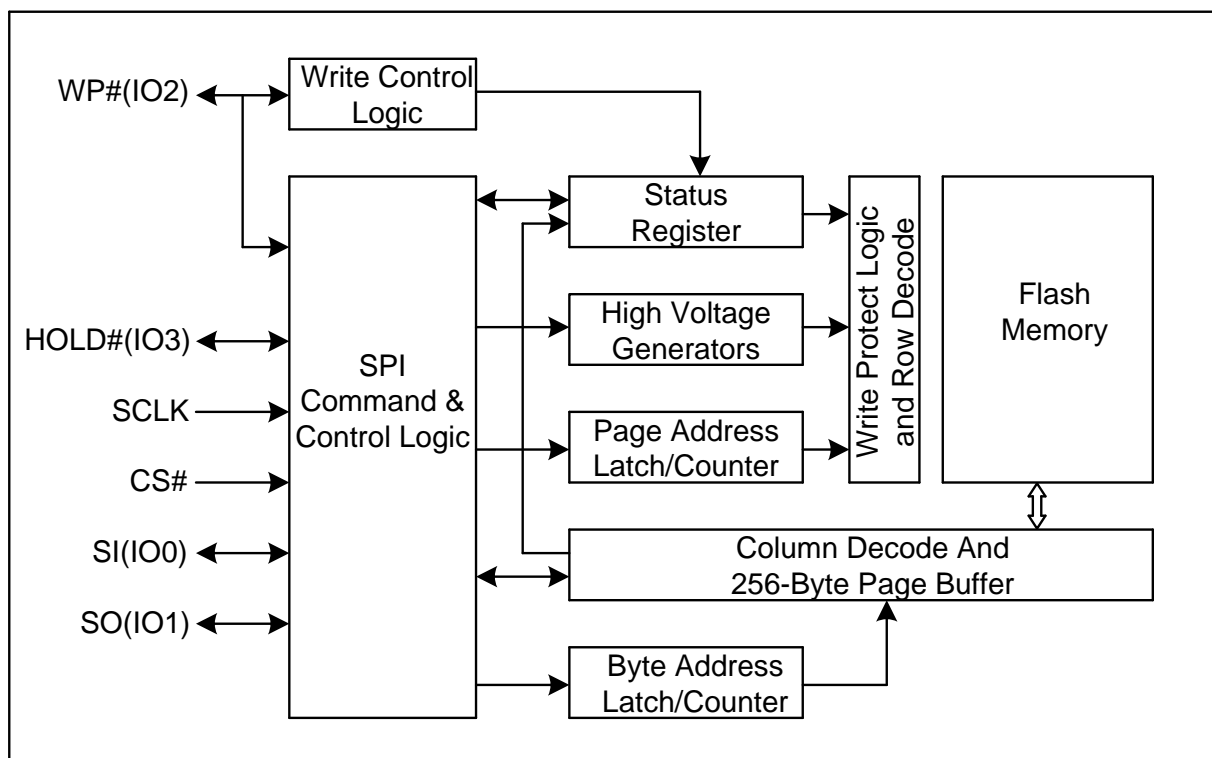 WP#(IO2)
Write Control
Logic
Status
Register
Write Protect Logic
and Row Decode
Flash
Memory
HOLD#(IO3)
High Voltage
Generators
SPI
Command &
Control Logic
SCLK
Page Address
Latch/Counter
CS#
SI(IO0)
Column Decode And
256-Byte Page Buffer
SO(IO1)
Byte Address
Latch/Counter